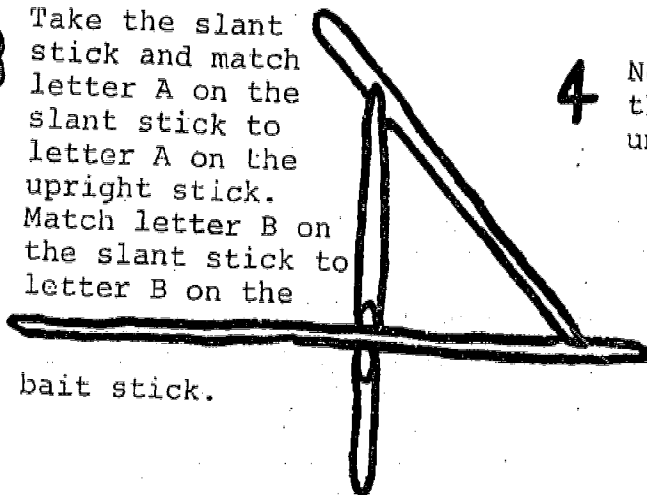 Take the slant
stick and match
letter A on the
slant stick to
letter A on the
upright stick.
Match letter B on
the slant stick to
letter B on the
bait stick.
4